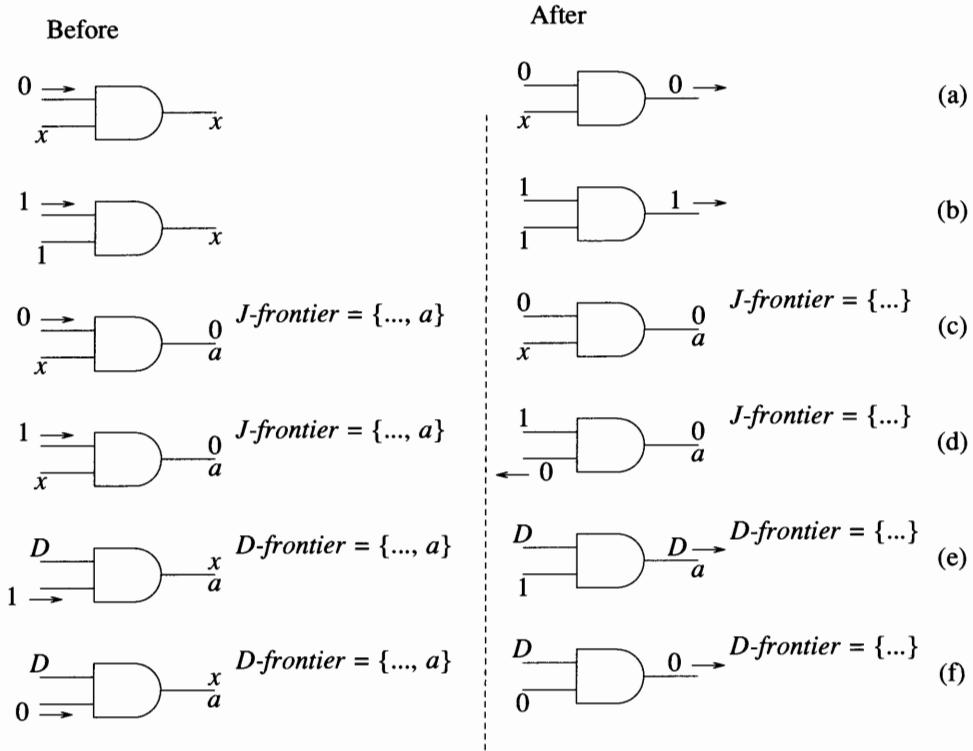 Before After
0 x x 0 x 0 (a)
1 1 x 1 1 1 (b)
0 x 0 a J-frontier = {..., a} 0 x 0 a J-frontier = {...} (c)
1 x 0 a J-frontier = {..., a} 1 0 0 a J-frontier = {...} (d)
D 1 x a D-frontier = {..., a} D 1 D a D-frontier = {...} (e)
D 0 x a D-frontier = {..., a} D 0 0 D-frontier = {...} (f)